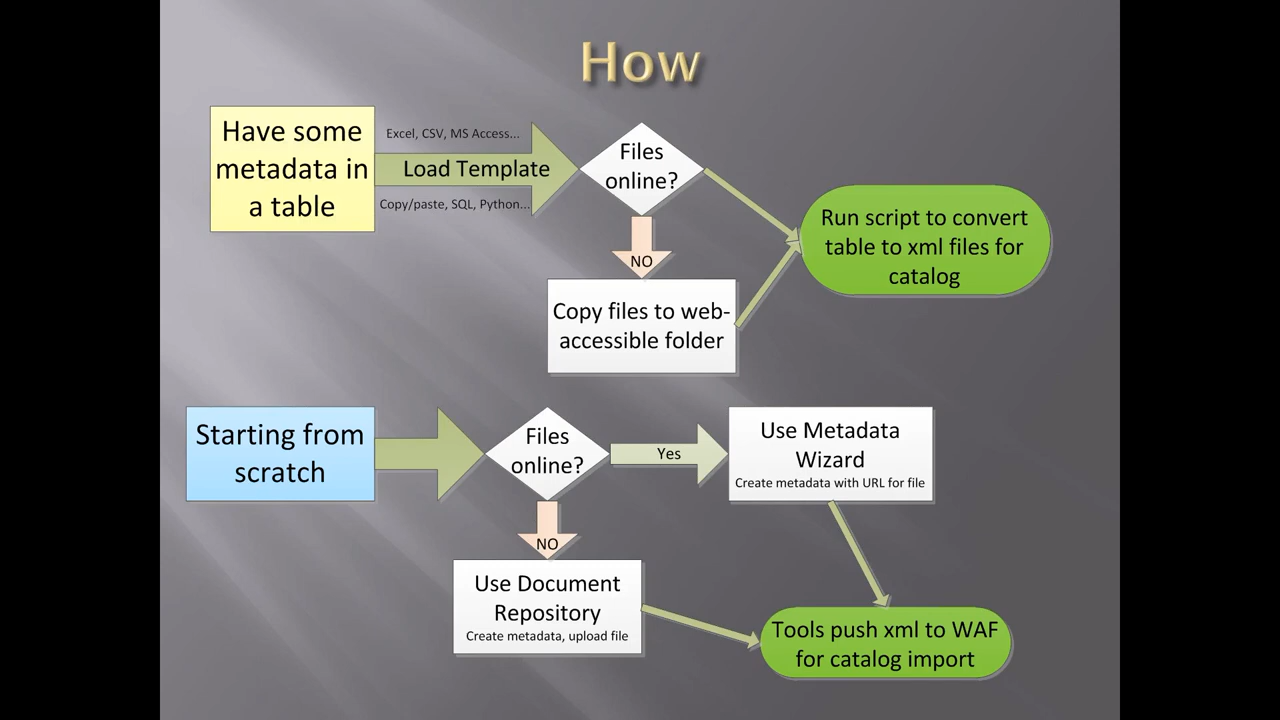 How
Have some
metadata in
a table
Excel, CSV, MS Access...
Load Template
Copy/paste, SQL, Python...
Files
online?
NO
Copy files to web-
accessible folder
Run script to convert
table to xml files for
catalog
Starting from
scratch
Files
online?
Yes
Use Metadata
Wizard
Create metadata with URL for file
NO
Use Document
Repository
Create metadata, upload file
Tools push xml to WAF
for catalog import